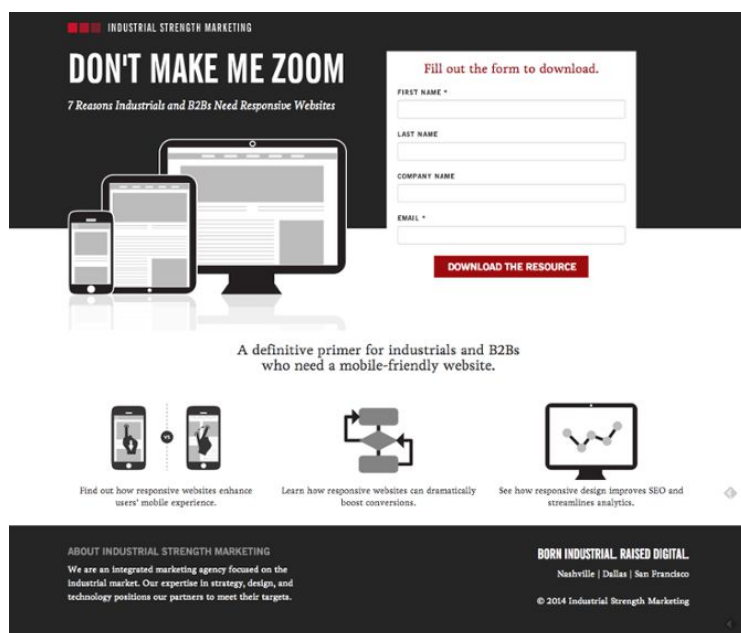 INDUSTRIAL STRENGTH MARKETING
DON'T MAKE ME ZOOM
7 Reasons Industrials and B2Bs Need Responsive Websites
Fill out the form to download.
FIRST NAME *
LAST NAME
COMPANY NAME
EMAIL *
DOWNLOAD THE RESOURCE
A definitive primer for industrials and B2Bs
who need a mobile-friendly website.
VS
Find out how responsive websites enhance
users' mobile experience.
Learn how responsive websites can dramatically
boost conversions.
See how responsive design improves SEO and
streamlines analytics.
ABOUT INDUSTRIAL STRENGTH MARKETING
We are an integrated marketing agency focused on the
industrial market. Our expertise in strategy, design, and
technology positions our partners to meet their targets.
BORN INDUSTRIAL. RAISED DIGITAL.
Nashville | Dallas | San Francisco
© 2014 Industrial Strength Marketing